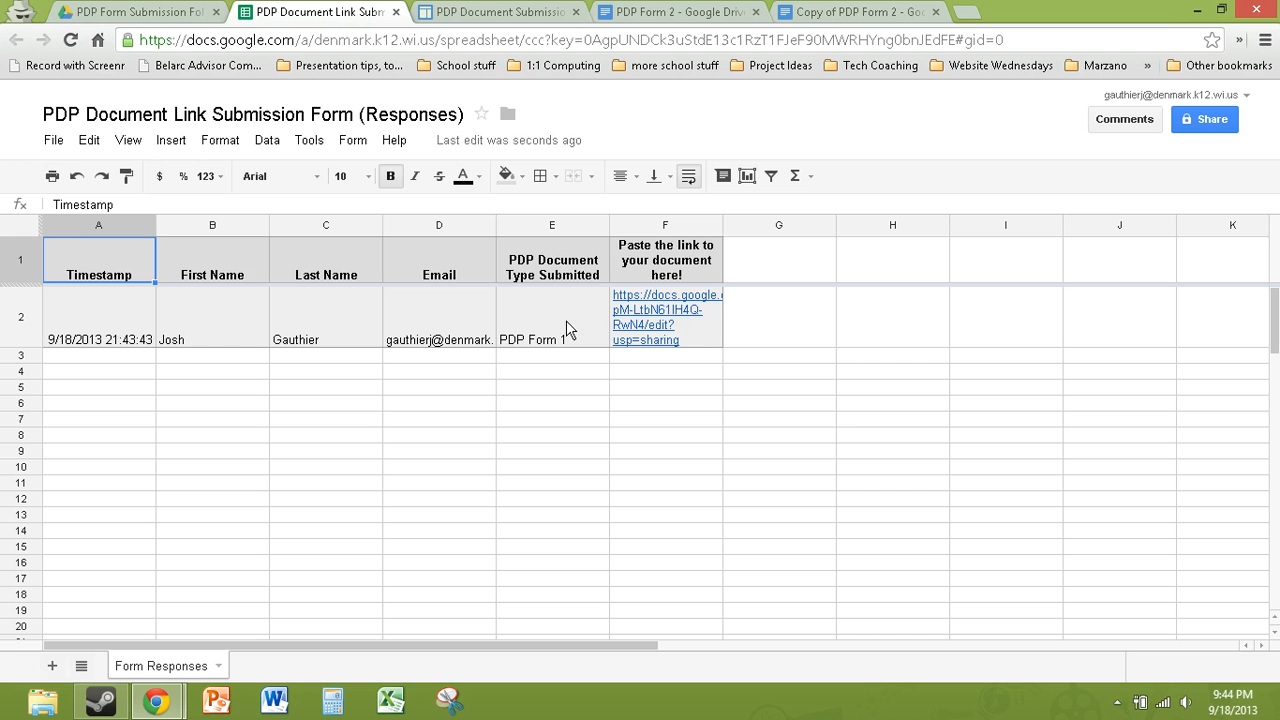 PDP Form Submission Fol
PDP Document Link Subm
PDP Document Submission
PDP Form 2 - Google Drive
Copy of PDP Form 2 - Goo
https://docs.google.com/a/denmark.k12.wi.us/spreadsheet/ccc?key=0AgpUNDCk3uStdE13c1RzT1FJeF90MWRHYng0bnJEdFE#gid=0
Record with Screenr
Belarc Advisor Com...
Presentation tips, to...
School stuff
1:1 Computing
more school stuff
Project Ideas
Tech Coaching
Website Wednesdays
Marzano
»
Other bookmarks
gauthierj@denmark.k12.wi.us
PDP Document Link Submission Form (Responses)
Comments
Share
File Edit View Insert Format Data Tools Form Help Last edit was seconds ago
$ % 123 Arial 10 B I S A Σ
fx Timestamp
A B C D E F G H I J K
1
Timestamp
First Name
Last Name
Email
PDP Document
Type Submitted
Paste the link to
your document
here!
2
9/18/2013 21:43:43
Josh
Gauthier
gauthierj@denmark.
PDP Form 1
https://docs.google.
pM-LtbN61IH4Q-
RwN4/edit?
usp=sharing
3
4
5
6
7
8
9
10
11
12
13
14
15
16
17
18
19
20
Form Responses
9:44 PM
9/18/2013